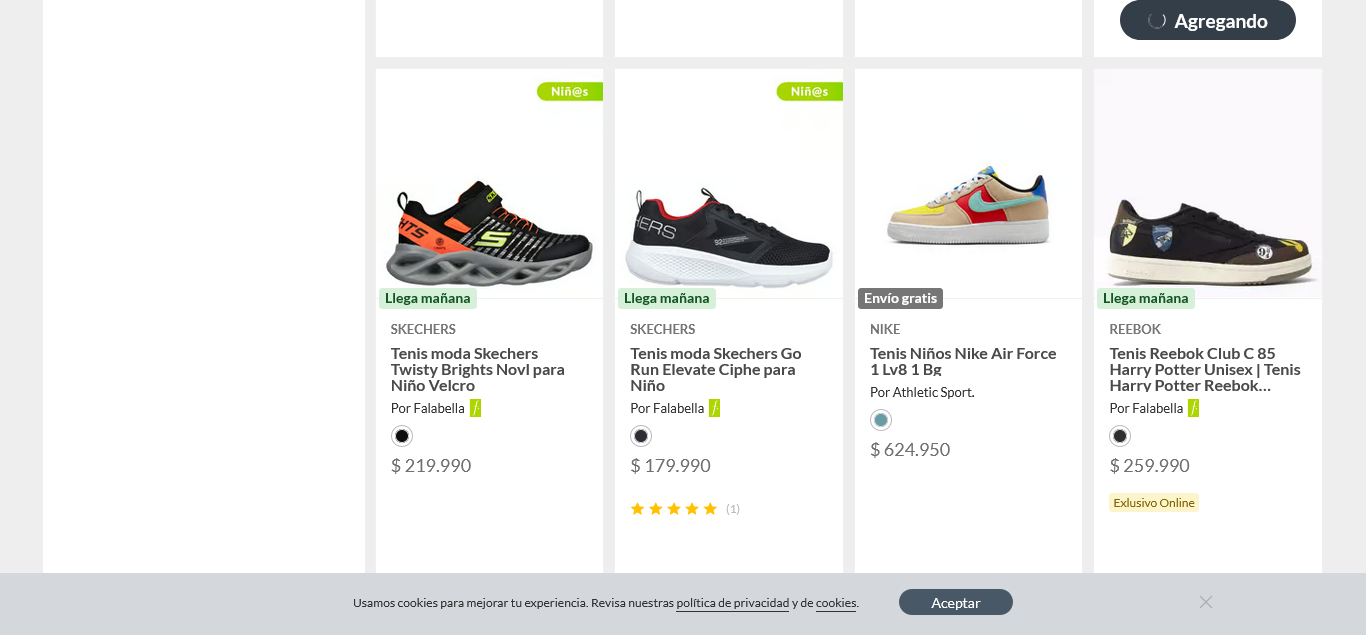 Agregando
Niñ@s
Niñ@s
Llega mañana
SKECHERS
Tenis moda Skechers
Twisty Brights Novl para
Niño Velcro
Por Falabella
$ 219.990
HERS
Llega mañana
SKECHERS
Tenis moda Skechers Go
Run Elevate Ciphe para
Niño
Por Falabella
$ 179.990
(1)
Envío gratis
NIKE
Tenis Niños Nike Air Force
1 Lv8 1 Bg
Por Athletic Sport.
$ 624.950
Llega mañana
REEBOK
Tenis Reebok Club C 85
Harry Potter Unisex | Tenis
Harry Potter Reebok…
Por Falabella
$ 259.990
Exlusivo Online
Usamos cookies para mejorar tu experiencia. Revisa nuestras política de privacidad y de cookies.
Aceptar